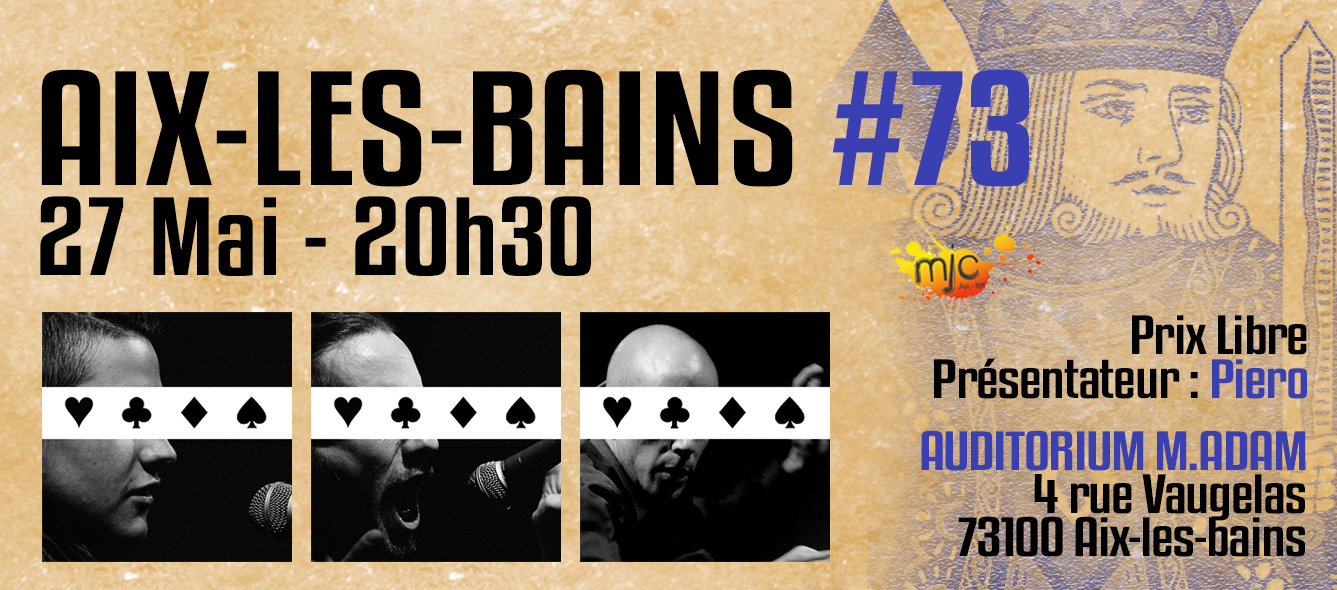 AIX-LES-BAINS #73
27 Mai - 20h30
mjc
Prix Libre
Présentateur : Piero
AUDITORIUM M.ADAM
4 rue Vaugelas
73100 Aix-les-bains